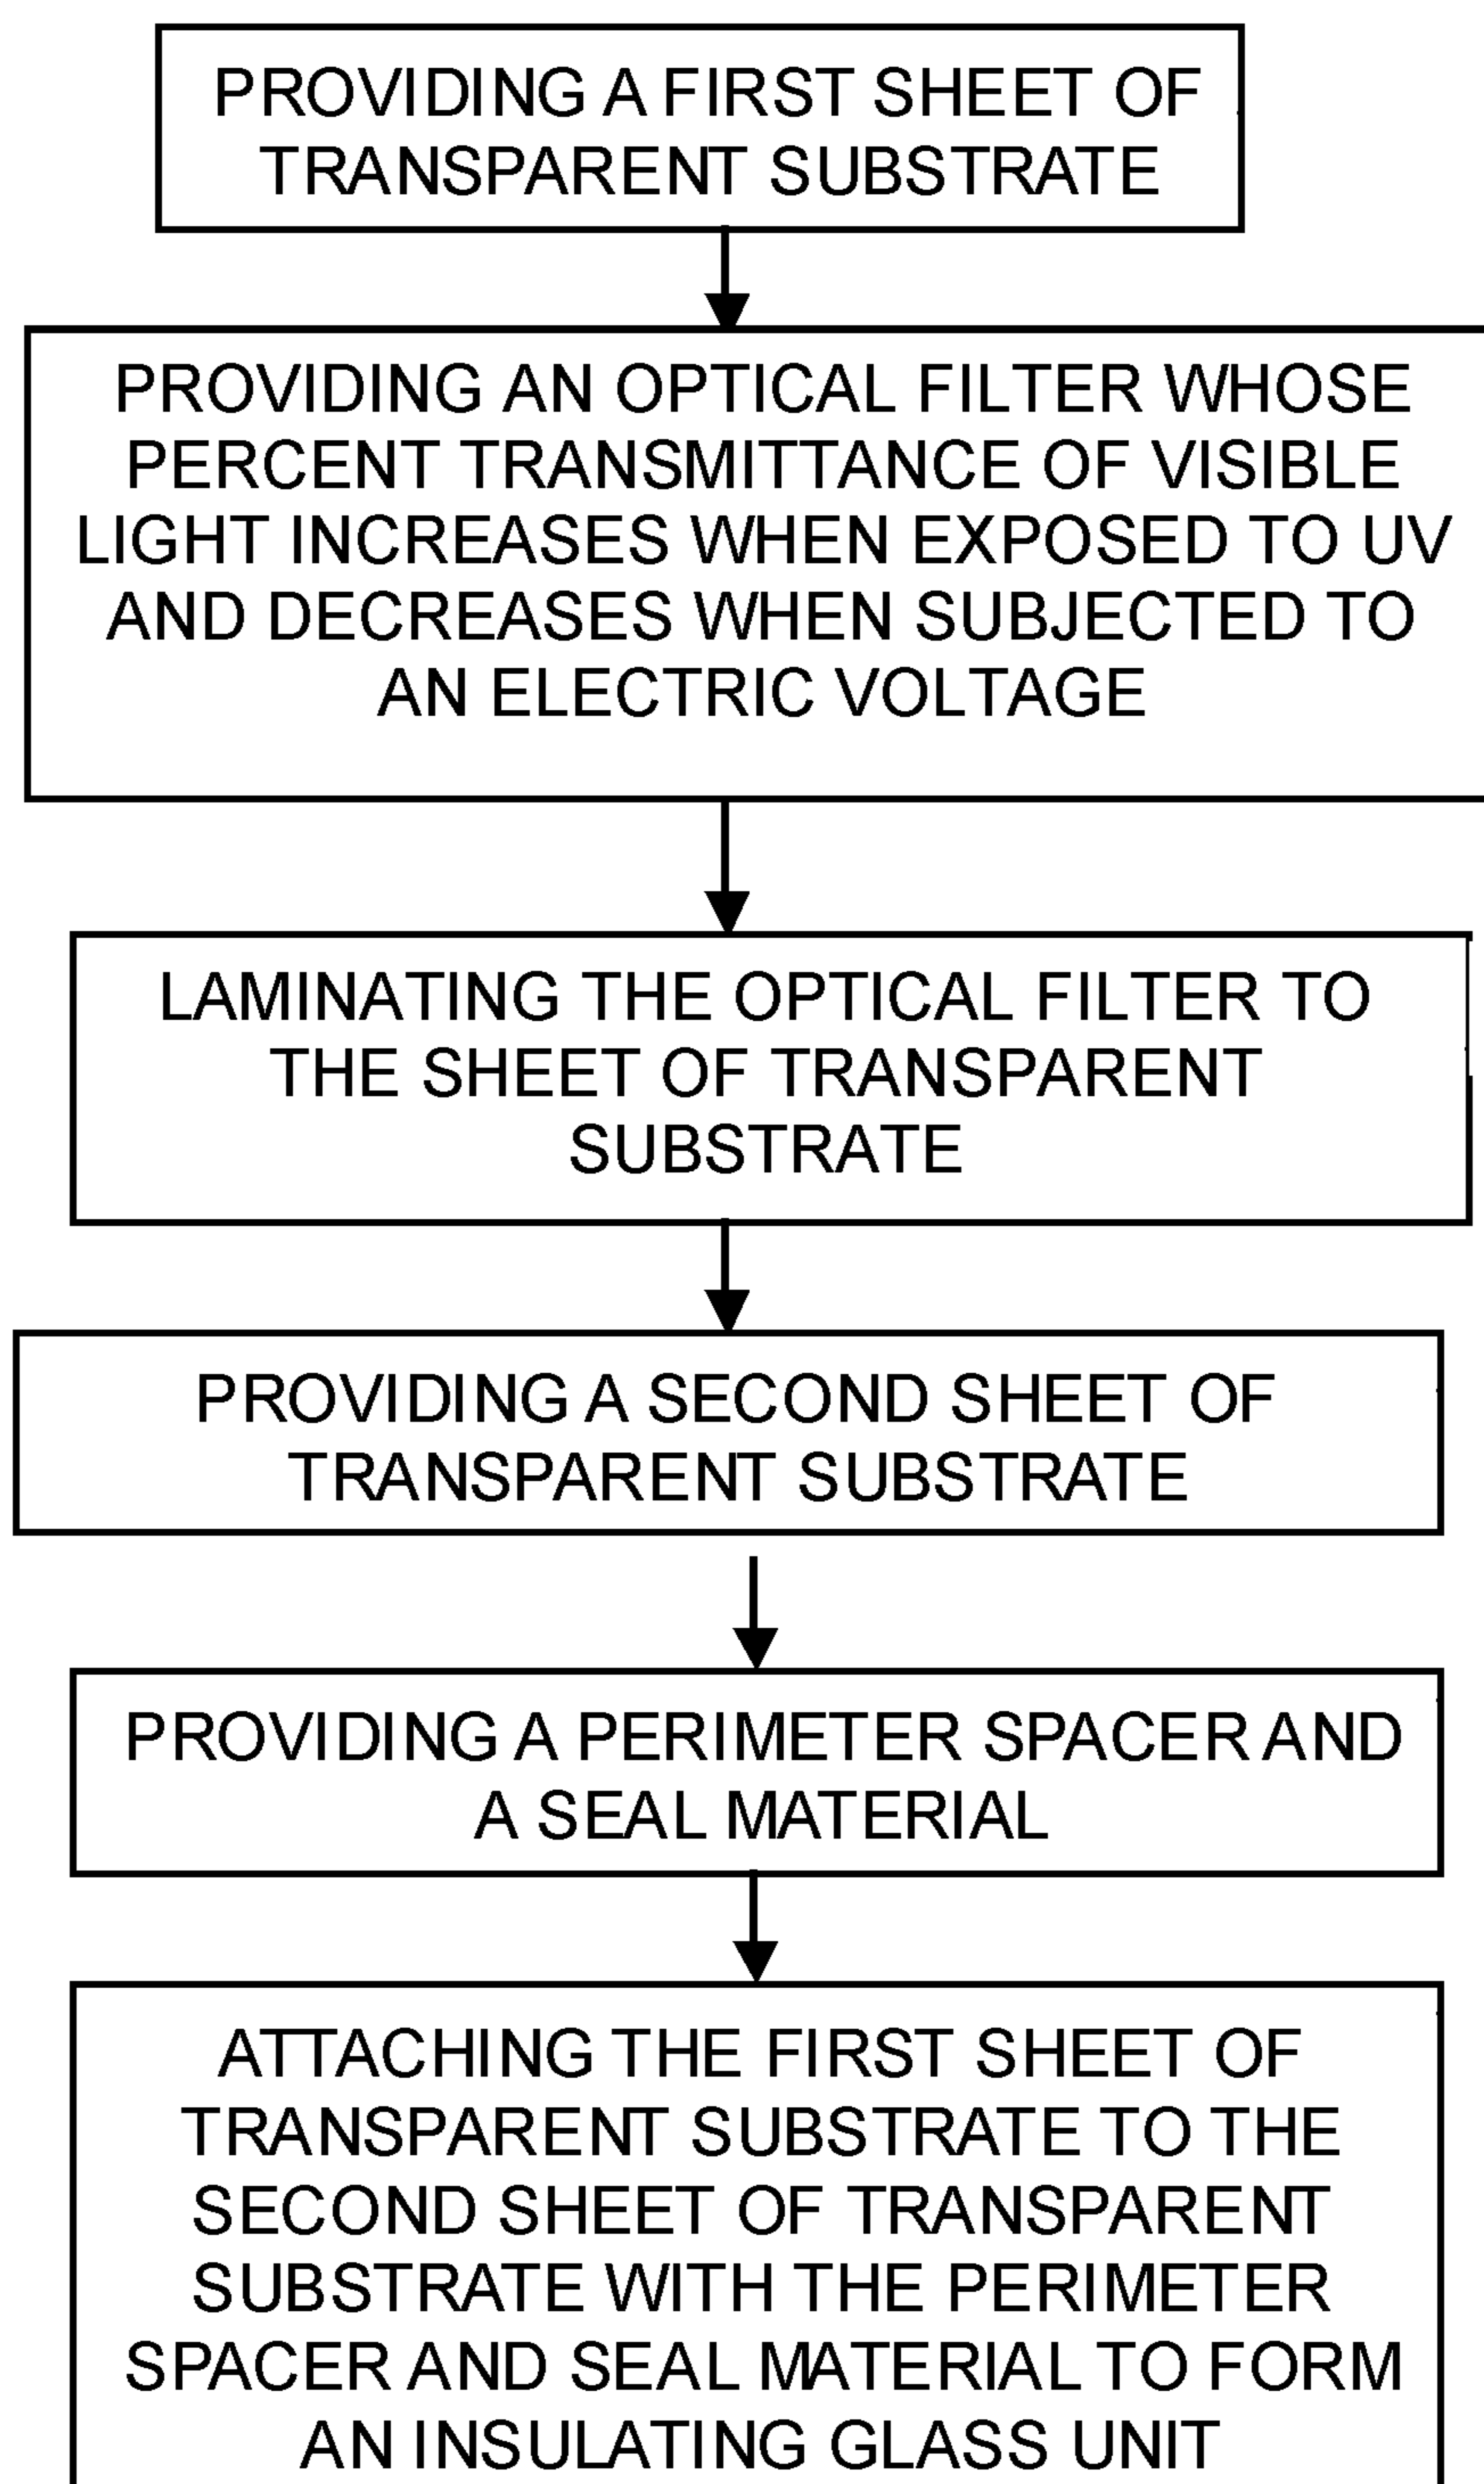 PROVIDING A FIRST SHEET OF
TRANSPARENT SUBSTRATE
PROVIDING AN OPTICAL FILTER WHOSE
PERCENT TRANSMITTANCE OF VISIBLE
LIGHT INCREASES WHEN EXPOSED TO UV
AND DECREASES WHEN SUBJECTED TO
AN ELECTRIC VOLTAGE
LAMINATING THE OPTICAL FILTER TO
THE SHEET OF TRANSPARENT
SUBSTRATE
PROVIDING A SECOND SHEET OF
TRANSPARENT SUBSTRATE
PROVIDING A PERIMETER SPACER AND
A SEAL MATERIAL
ATTACHING THE FIRST SHEET OF
TRANSPARENT SUBSTRATE TO THE
SECOND SHEET OF TRANSPARENT
SUBSTRATE WITH THE PERIMETER
SPACER AND SEAL MATERIAL TO FORM
AN INSULATING GLASS UNIT